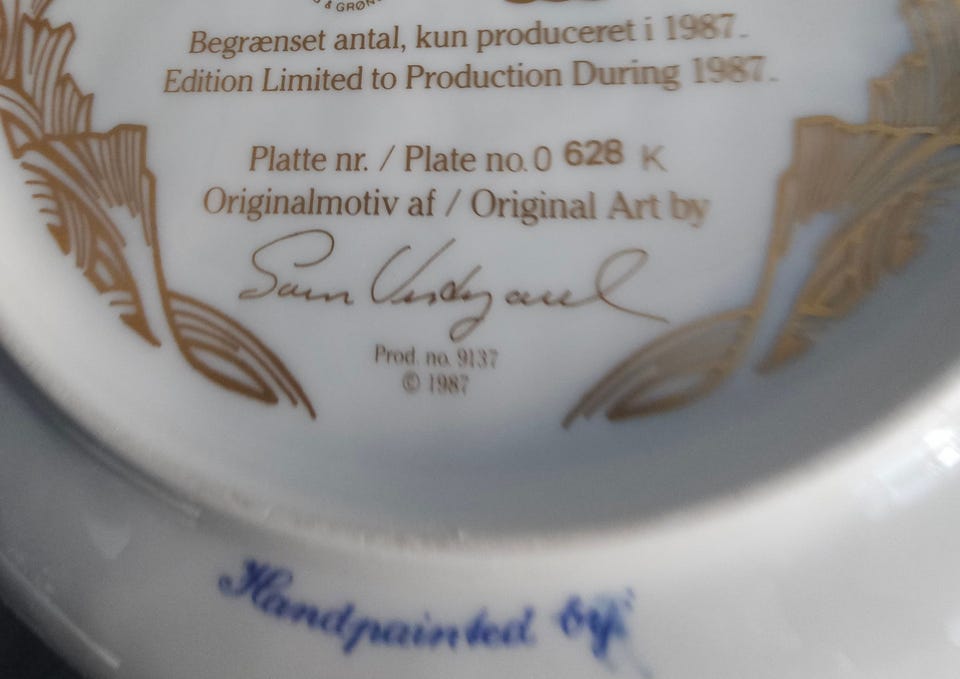 & GRØN
Begrænset antal, kun produceret i 1987.
Edition Limited to Production During 1987.
Platte nr. / Plate no. 0 628 K
Originalmotiv af / Original Art by
Prod. no. 9137
© 1987
Handpainted by: